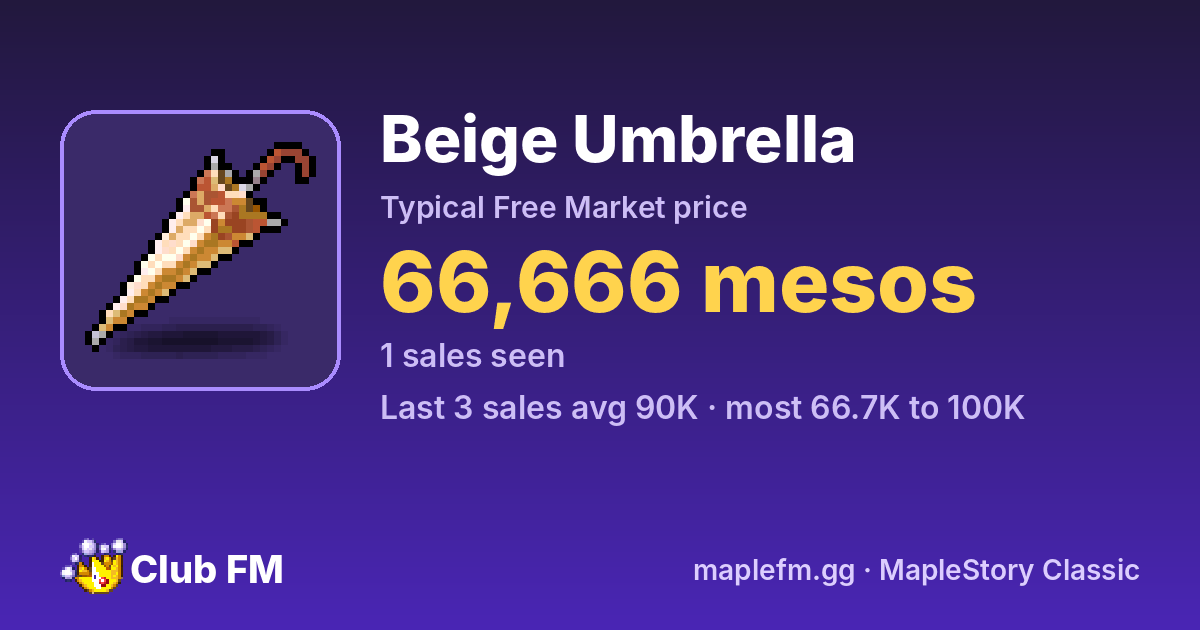 Beige Umbrella
Typical Free Market price
66,666 mesos
1 sales seen
Last 3 sales avg 90K · most 66.7K to 100K
Club FM
maplefm.gg · MapleStory Classic